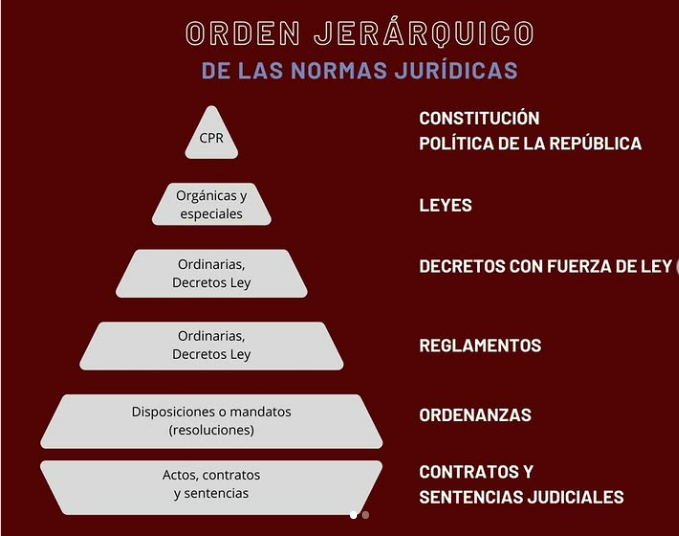 ORDEN JERÁRQUICO
DE LAS NORMAS JURÍDICAS
CPR
CONSTITUCIÓN
POLÍTICA DE LA REPÚBLICA
Orgánicas y
especiales
LEYES
Ordinarias,
Decretos Ley
DECRETOS CON FUERZA DE LEY (
Ordinarias,
Decretos Ley
REGLAMENTOS
Disposiciones o mandatos
(resoluciones)
ORDENANZAS
Actos, contratos
y sentencias
CONTRATOS Y
SENTENCIAS JUDICIALES